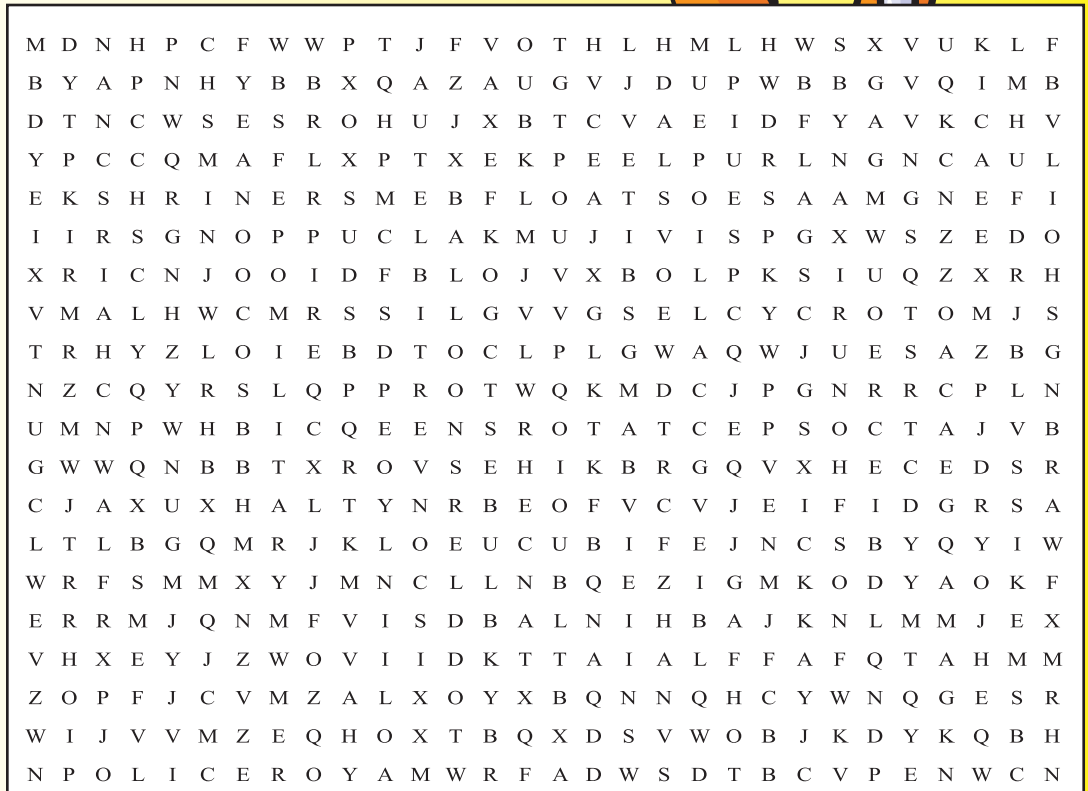 M D N H P C F W W P T J F V O T H L H M L H W S X V U K L F
B Y A P N H Y B B X Q A Z A U G V J D U P W B B G V Q I M B
D T N C W S E S R O H U J X B T C V A E I D F Y A V K C H V
Y P C C Q M A F L X P T X E K P E E L P U R L N G N C A U L
E K S H R I N E R S M E B F L O A T S O E S A A M G N E F I
I I R S G N O P P U C L A K M U J I V I S P G X W S Z E D O
X R I C N J O O I D F B L O J V X B O L P K S I U Q Z X R H
V M A L H W C M R S S I L G V V G S E L C Y C R O T O M J S
T R H Y Z L O I E B D T O C L P L G W A Q W J U E S A Z B G
N Z C Q Y R S L Q P P R O T W Q K M D C J P G N R R C P L N
U M N P W H B I C Q E E N S R O T A T C E P S O C T A J V B
G W W Q N B B T X R O V S E H I K B R G Q V X H E C E D S R
C J A X U X H A L T Y N R B E O F V C V J E I F I D G R S A
L T L B G Q M R J K L O E U C U B I F E J N C S B Y Q Y I W
W R F S M M X Y J M N C L L N B Q E Z I G M K O D Y A O K F
E R R M J Q N M F V I S D B A L N I H B A J K N L M M J E X
V H X E Y J Z W O V I I D K T T A I A L F F A F Q T A H M M
Z O P F J C V M Z A L X O Y X B Q N N Q H C Y W N Q G E S R
W I J V V M Z E Q H O X T B Q X D S V W O B J K D Y K Q B H
N P O L I C E R O Y A M W R F A D W S D T B C V P E N W C N